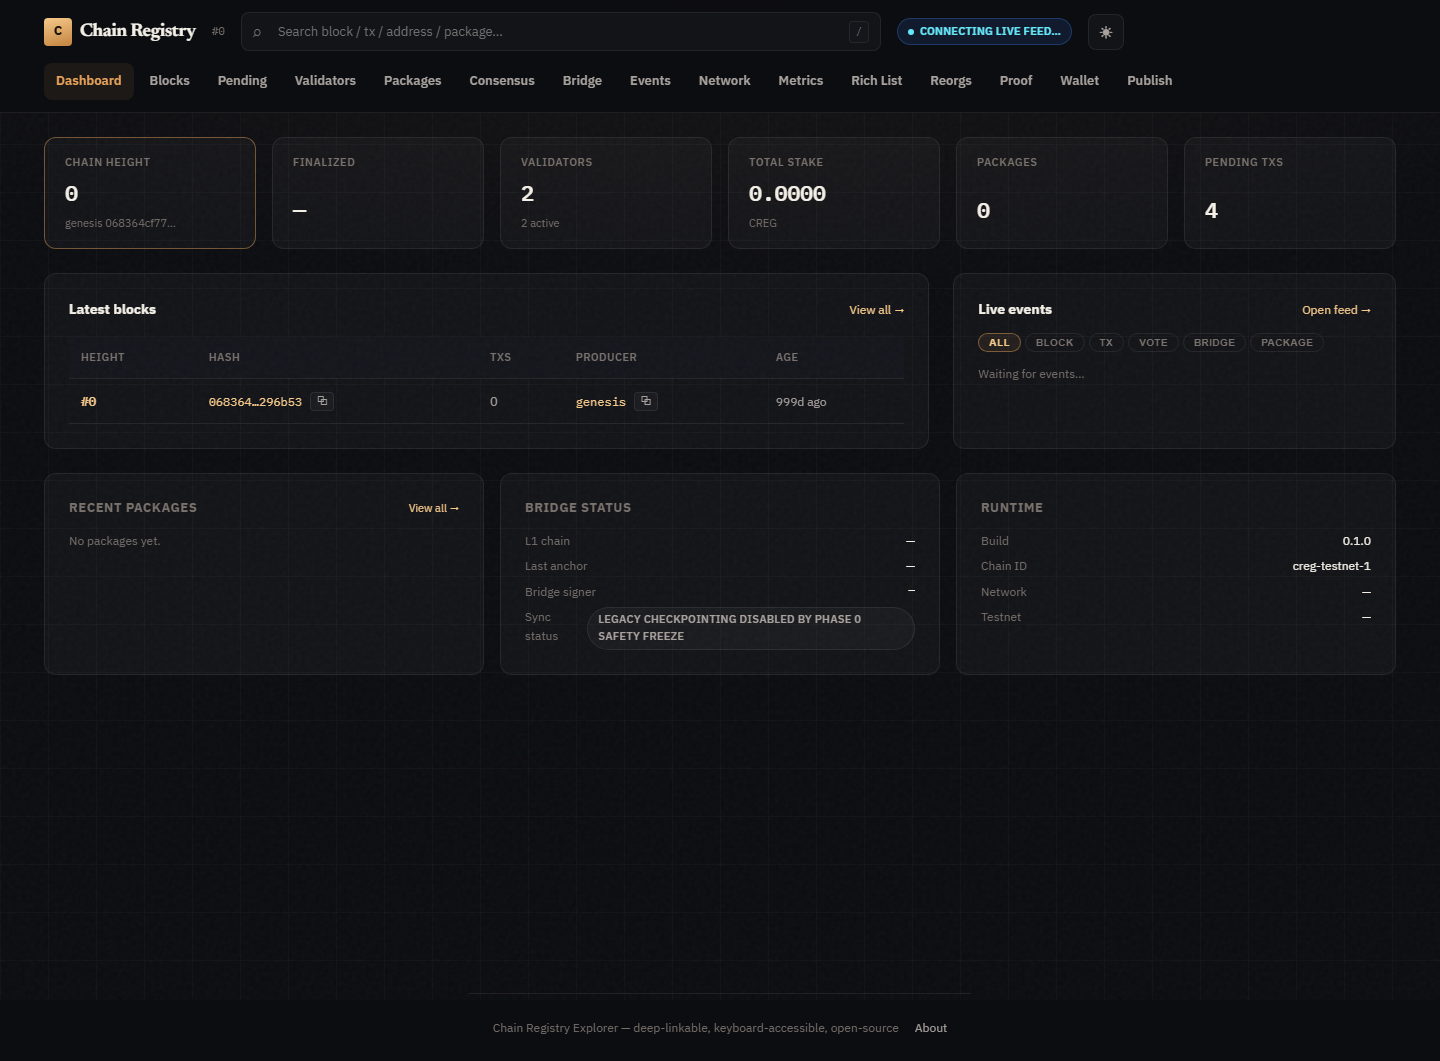 C Chain Registry #0 Search block / tx / address / package... / CONNECTING LIVE FEED...
Dashboard Blocks Pending Validators Packages Consensus Bridge Events Network Metrics Rich List Reorgs Proof Wallet Publish
CHAIN HEIGHT FINALIZED VALIDATORS TOTAL STAKE PACKAGES PENDING TXS
0 — 2 0.0000 0 4
genesis 068364cf77... 2 active CREG
Latest blocks View all →
HEIGHT HASH TXS PRODUCER AGE
#0 068364…296b53 0 genesis 999d ago
Live events Open feed →
ALL BLOCK TX VOTE BRIDGE PACKAGE
Waiting for events...
RECENT PACKAGES View all →
No packages yet.
BRIDGE STATUS
L1 chain —
Last anchor —
Bridge signer —
Sync status LEGACY CHECKPOINTING DISABLED BY PHASE 0 SAFETY FREEZE
RUNTIME
Build 0.1.0
Chain ID creg-testnet-1
Network —
Testnet —
Chain Registry Explorer — deep-linkable, keyboard-accessible, open-source About